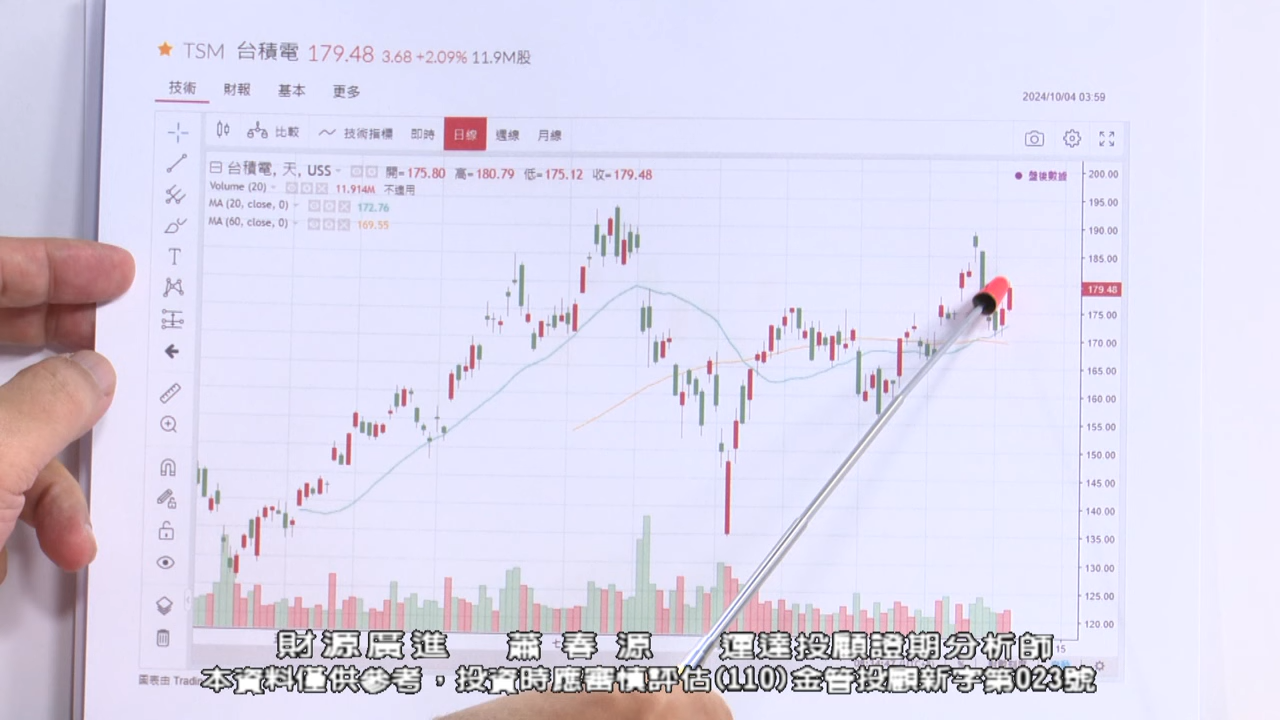 TSM 台積電 179.48 3.68 +2.09% 11.9M股
技術 財報 基本 更多
2024/10/04 03:59
比較 技術指標 即時 日線 週線 月線
台積電, 天, USS 開=175.80 高=180.79 低=175.12 收=179.48
盤後數據
Volume (20) 11.914M 不適用
MA (20, close, 0) 172.76
MA (60, close, 0) 169.55
200.00
195.00
190.00
185.00
179.48
175.00
170.00
165.00
160.00
155.00
150.00
145.00
140.00
135.00
130.00
125.00
120.00
15
圖表由 Tradin
財源廣進 蕭春源 運達投顧證期分析師
本資料僅供參考，投資時應審慎評估(110)金管投顧新字第023號